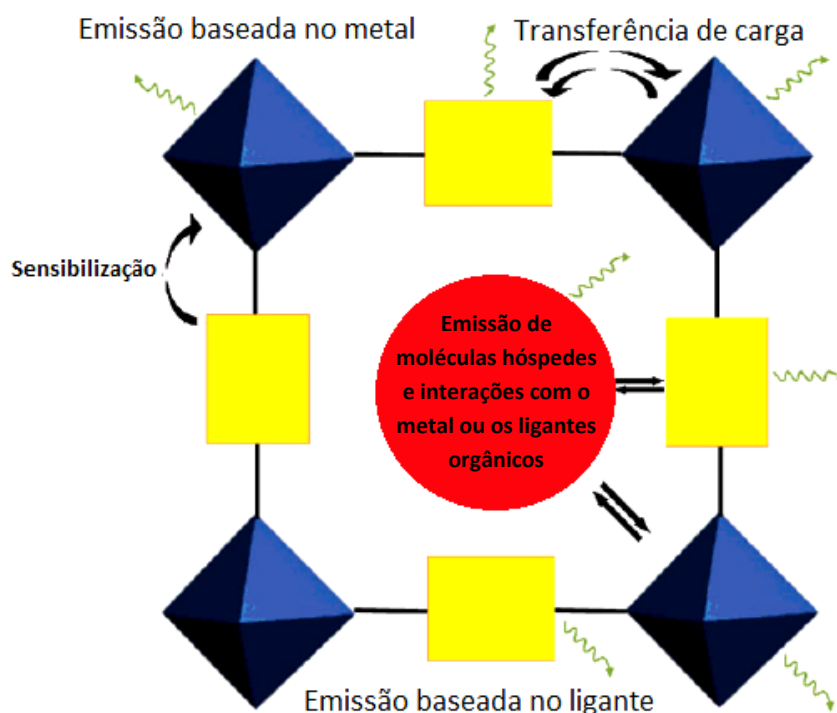 Emissão baseada no metal
Transferência de carga
Sensibilização
Emissão de
moléculas hóspedes
e interações com o
metal ou os ligantes
orgânicos
Emissão baseada no ligante